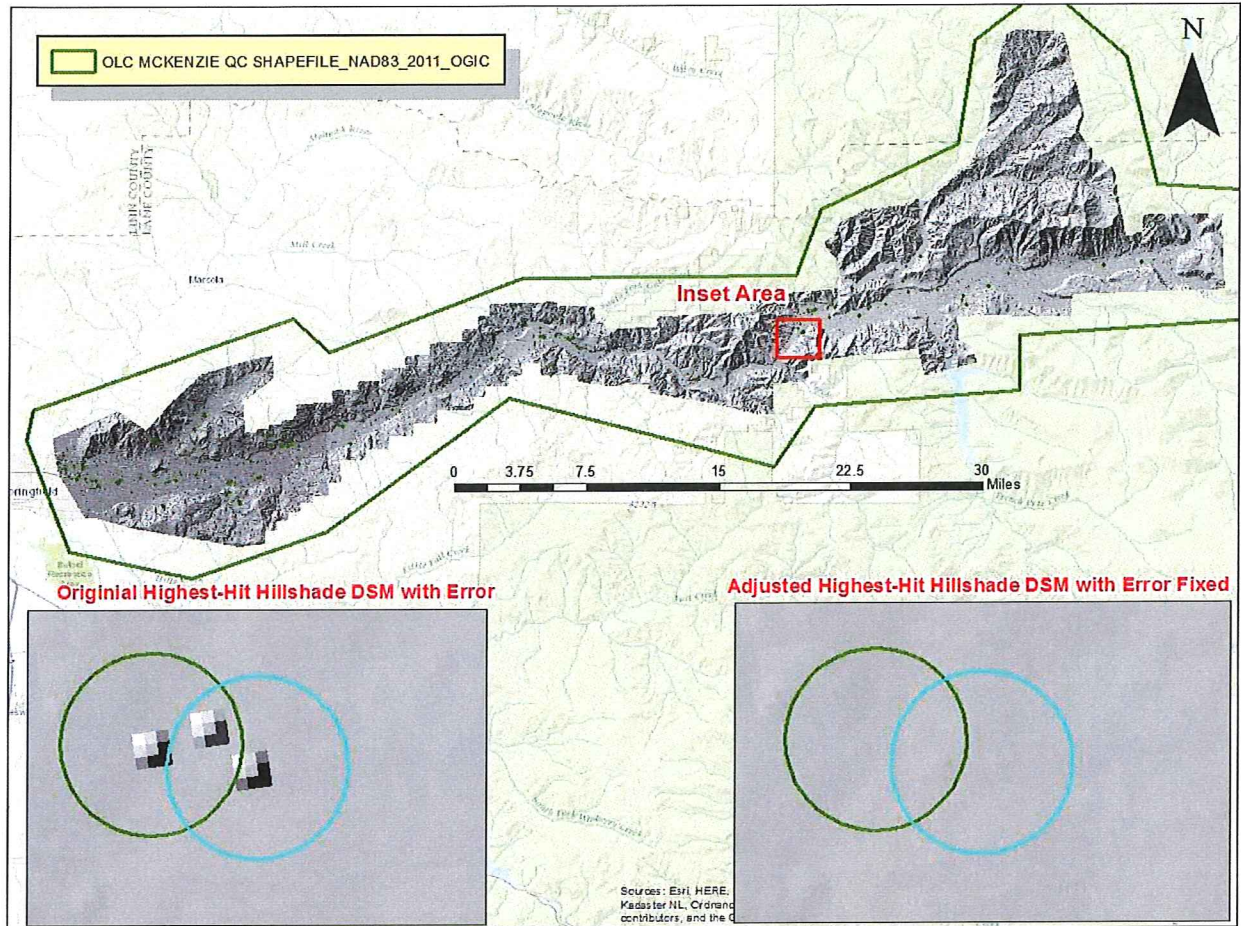 OLC MCKENZIE QC SHAPEFILE_NAD83_2011_OGIC
N
LINN COUNTY
LANE COUNTY
Mill Creek
Marcola
Inset Area
0 3.75 7.5 15 22.5 30
Miles
Originial Highest-Hit Hillshade DSM with Error
Adjusted Highest-Hit Hillshade DSM with Error Fixed
Sources: Esri, HERE,
Kadaster NL, Ordnanc
contributors, and the G